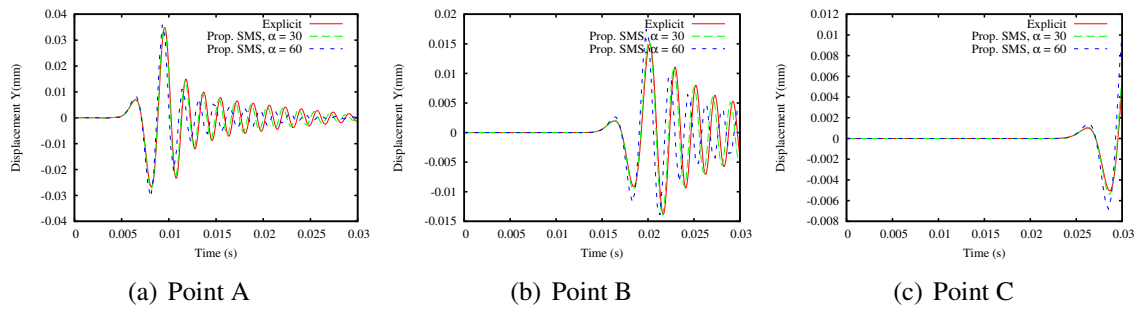 0.04
0.03
0.02
0.01
0
-0.01
-0.02
-0.03
-0.04
0 0.005 0.01 0.015 0.02 0.025 0.03
Displacement Y(mm)
Time (s)
Explicit
Prop. SMS, α = 30
Prop. SMS, α = 60
(a) Point A
0.02
0.015
0.01
0.005
0
-0.005
-0.01
-0.015
0 0.005 0.01 0.015 0.02 0.025 0.03
Displacement Y(mm)
Time (s)
Explicit
Prop. SMS, α = 30
Prop. SMS, α = 60
(b) Point B
0.012
0.01
0.008
0.006
0.004
0.002
0
-0.002
-0.004
-0.006
-0.008
0 0.005 0.01 0.015 0.02 0.025 0.03
Displacement Y(mm)
Time (s)
Explicit
Prop. SMS, α = 30
Prop. SMS, α = 60
(c) Point C